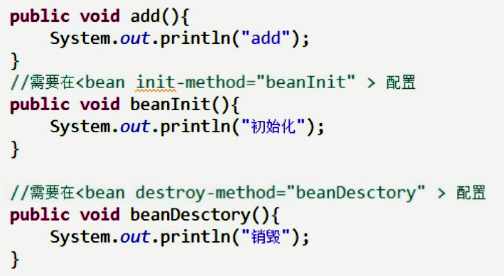 public void add(){
System.out.println("add");
}
//需要在<bean init-method="beanInit" > 配置
public void beanInit(){
System.out.println("初始化");
}
//需要在<bean destroy-method="beanDesctory" > 配置
public void beanDesctory(){
System.out.println("销毁");
}